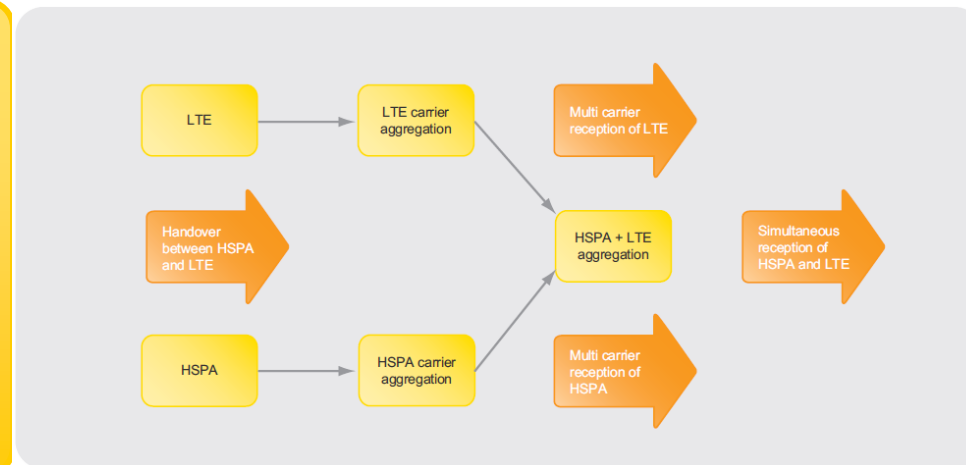 LTE
LTE carrier
aggregation
Multi carrier
reception of LTE
Handover
between HSPA
and LTE
HSPA + LTE
aggregation
Simultaneous
reception of
HSPA and LTE
HSPA
HSPA carrier
aggregation
Multi carrier
reception of
HSPA